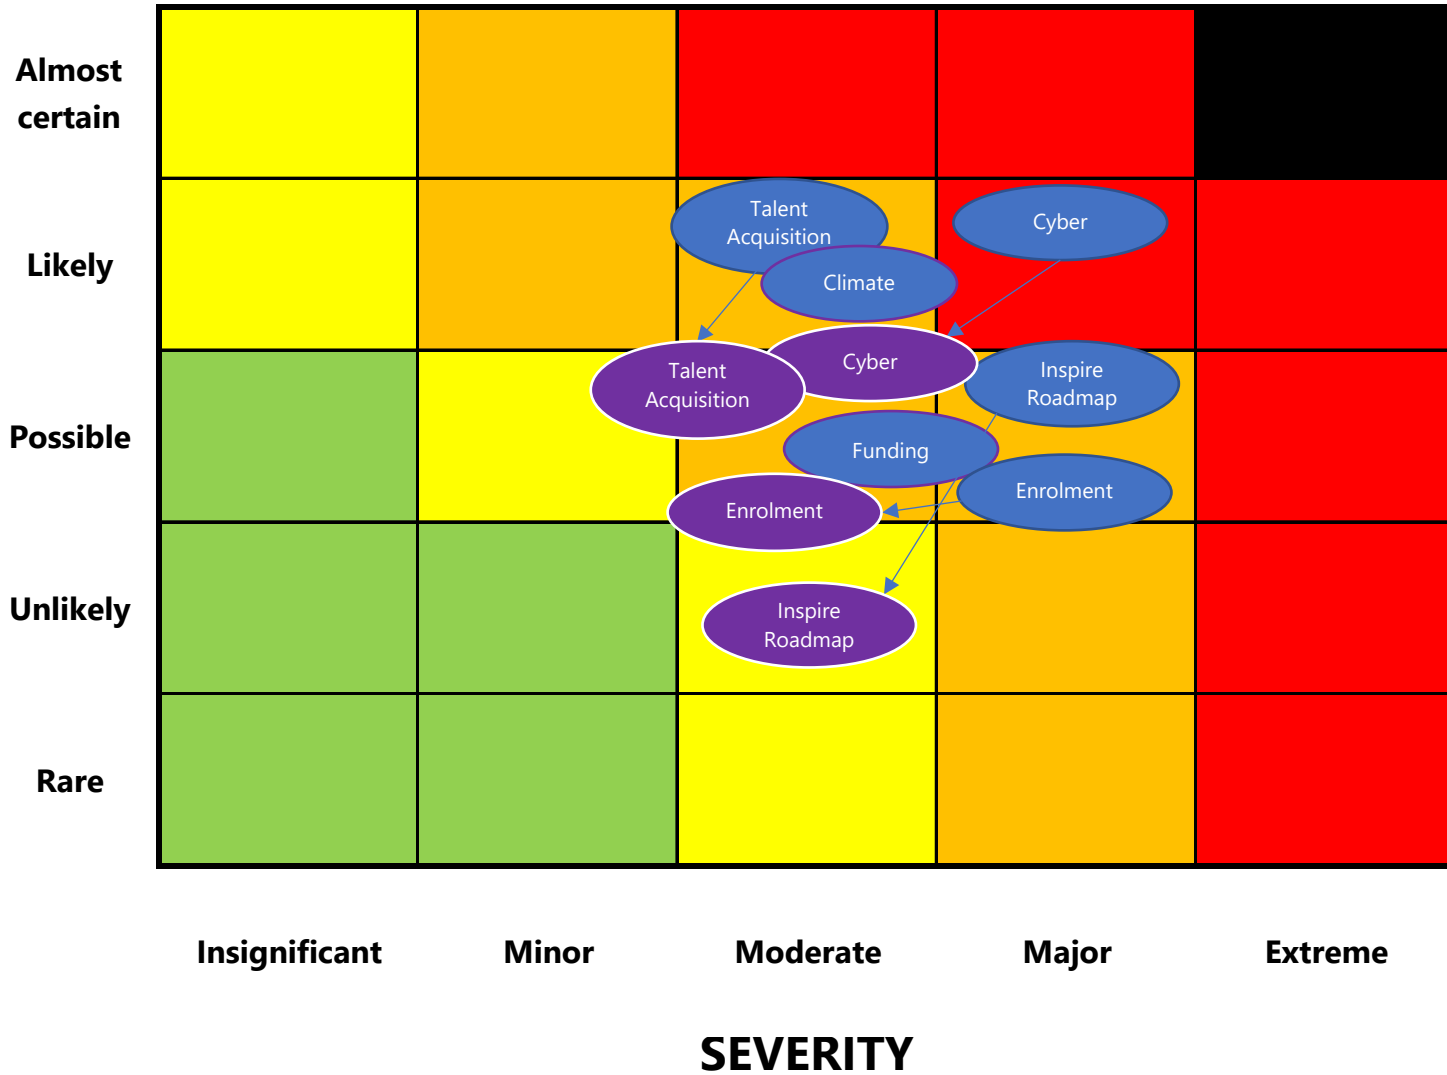 Almost
certain
Likely
Possible
Unlikely
Rare
Talent
Acquisition
Cyber
Climate
Talent
Acquisition
Cyber
Inspire
Roadmap
Funding
Enrolment
Enrolment
Inspire
Roadmap
Insignificant
Minor
Moderate
Major
Extreme
SEVERITY